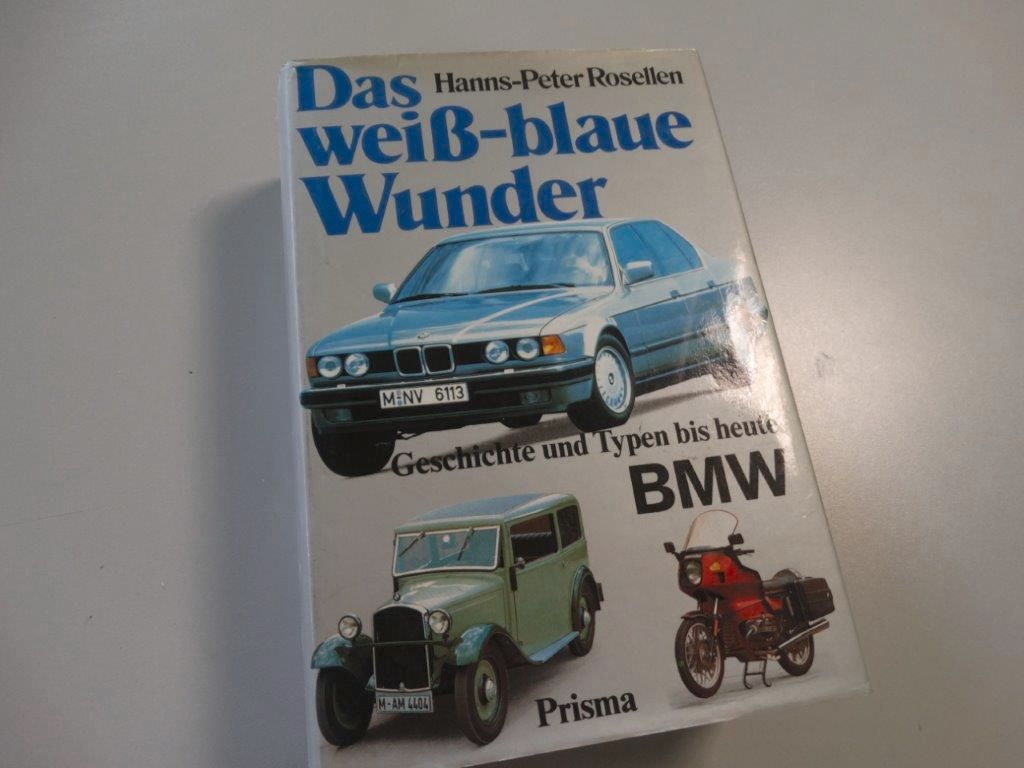 Das
Hanns-Peter Rosellen
weiß-blaue
Wunder
M-NV 6113
Geschichte und Typen bis heute
BMW
M-AM 4404
Prisma